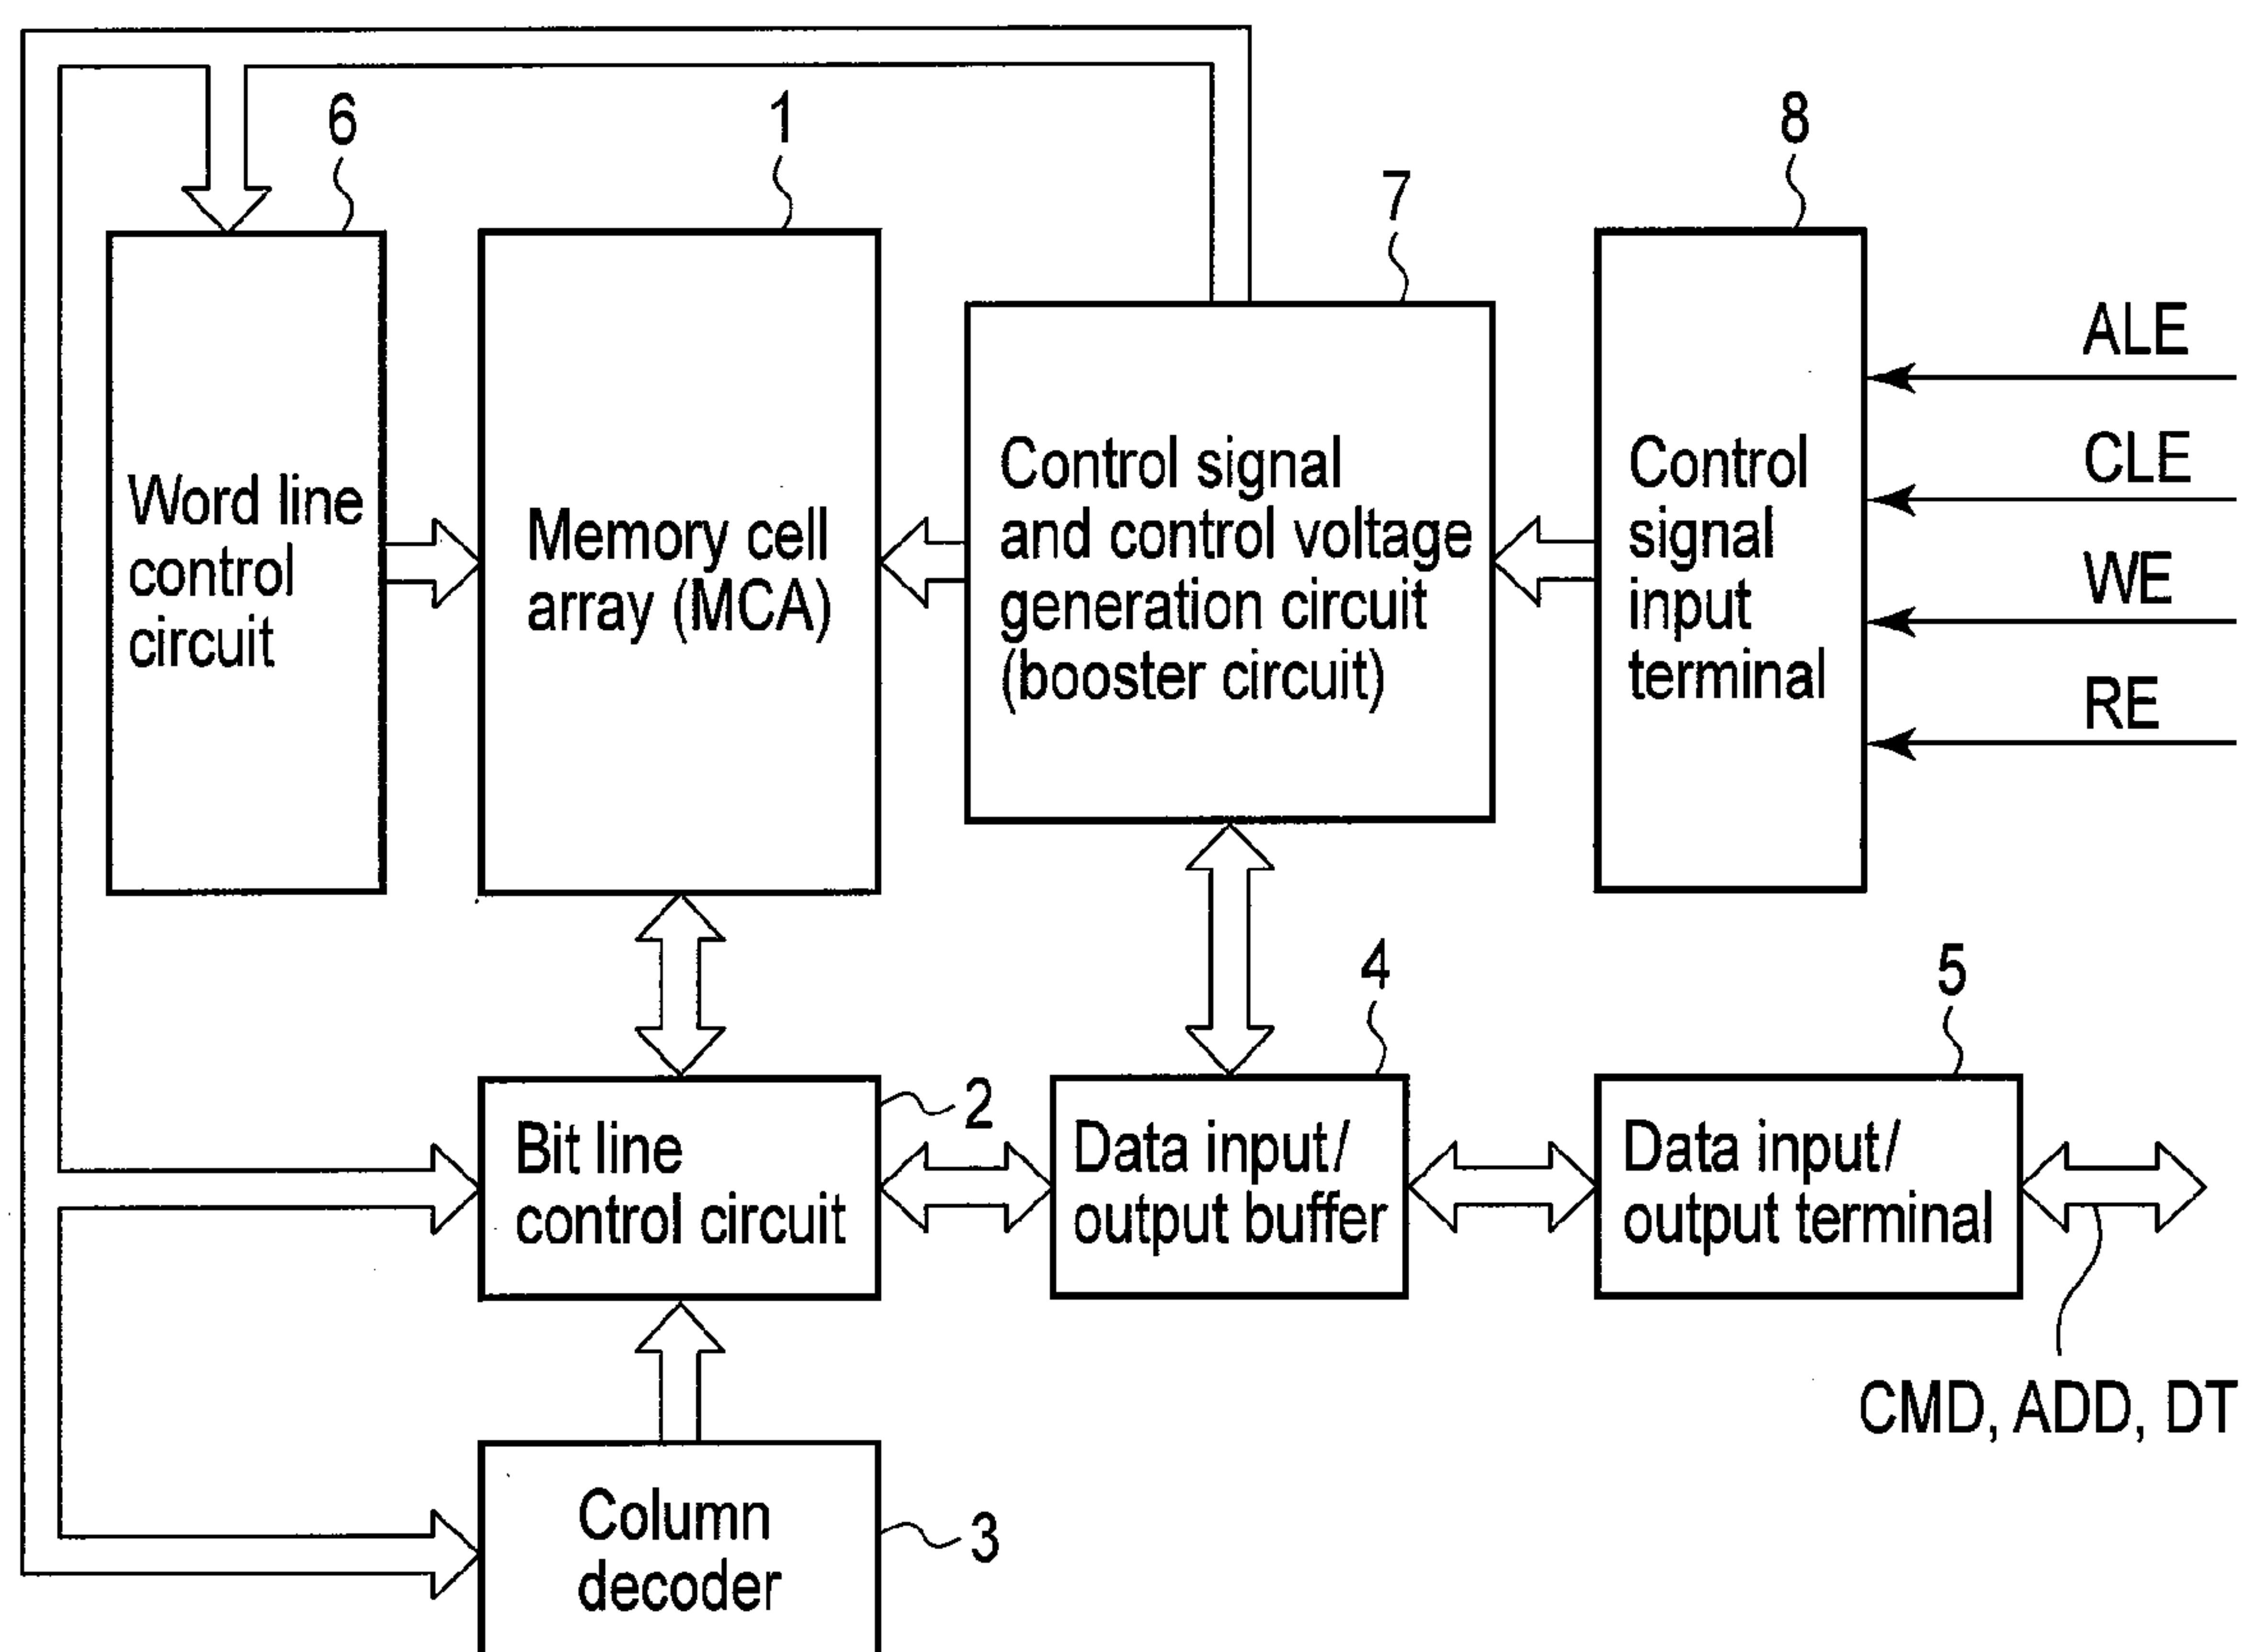 6
1
8
7
Word line
control
circuit
Memory cell
array (MCA)
Control signal
and control voltage
generation circuit
(booster circuit)
Control
signal
input
terminal
ALE
CLE
WE
RE
4
5
2
Bit line
control circuit
Data input/
output buffer
Data input/
output terminal
CMD, ADD, DT
Column
decoder
3